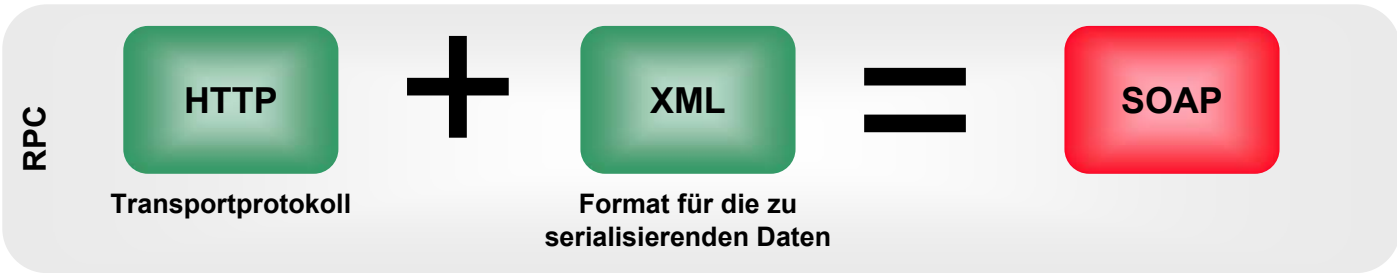 RPC
HTTP
+
XML
=
SOAP
Transportprotokoll
Format für die zu
serialisierenden Daten